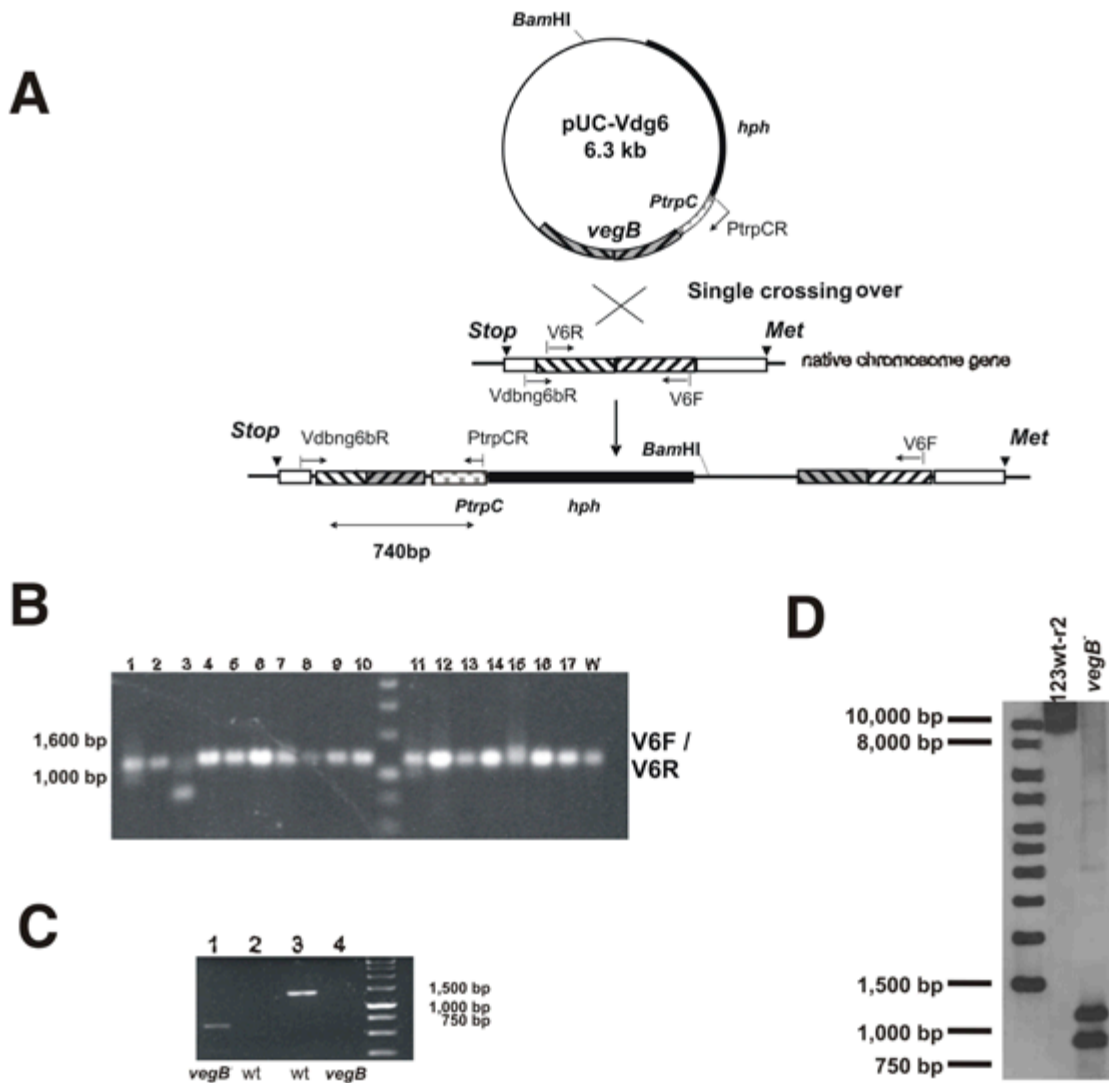 A
BamHI
pUC-Vdg6
6.3 kb
hph
PtrpC
PtrpCR
vegB
Single crossing over
Stop
V6R
Met
native chromosome gene
Vdbng6bR
V6F
Stop
Vdbng6bR
PtrpCR
BamHI
V6F
Met
PtrpC
hph
740bp
B
1 2 3 4 5 6 7 8 9 10 11 12 13 14 15 16 17 W
1,600 bp
1,000 bp
V6F /
V6R
C
1 2 3 4
1,500 bp
1,000 bp
750 bp
vegB- wt wt vegB
D
123wt-r2
vegB-
10,000 bp
8,000 bp
1,500 bp
1,000 bp
750 bp